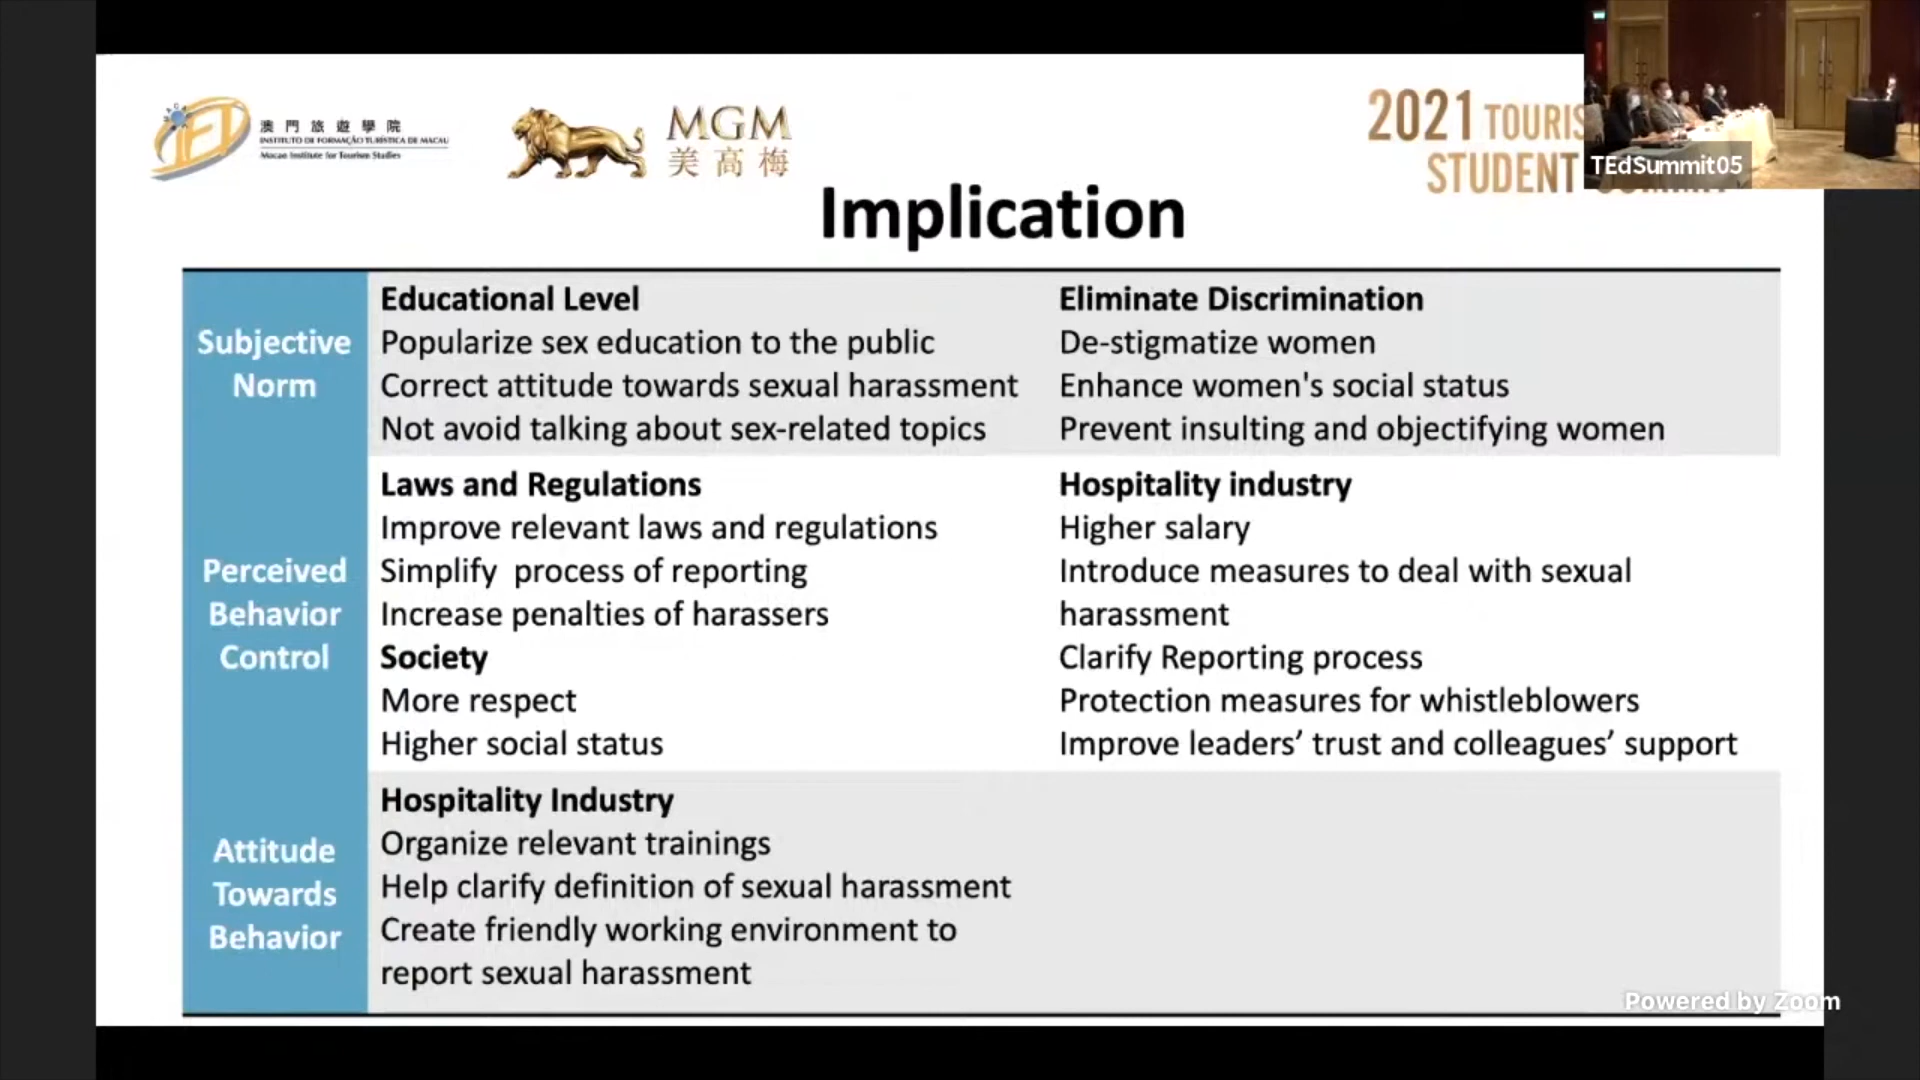 澳門旅遊學院
INSTITUTO DE FORMAÇÃO TURÍSTICA DE MACAU
Macao Institute for Tourism Studies
MGM
美高梅
2021 TOURIS
STUDENT
TEdSummit05
Implication
Subjective
Norm
Educational Level
Popularize sex education to the public
Correct attitude towards sexual harassment
Not avoid talking about sex-related topics
Eliminate Discrimination
De-stigmatize women
Enhance women's social status
Prevent insulting and objectifying women
Perceived
Behavior
Control
Laws and Regulations
Improve relevant laws and regulations
Simplify  process of reporting
Increase penalties of harassers
Society
More respect
Higher social status
Hospitality industry
Higher salary
Introduce measures to deal with sexual
harassment
Clarify Reporting process
Protection measures for whistleblowers
Improve leaders’ trust and colleagues’ support
Attitude
Towards
Behavior
Hospitality Industry
Organize relevant trainings
Help clarify definition of sexual harassment
Create friendly working environment to
report sexual harassment
Powered by Zoom